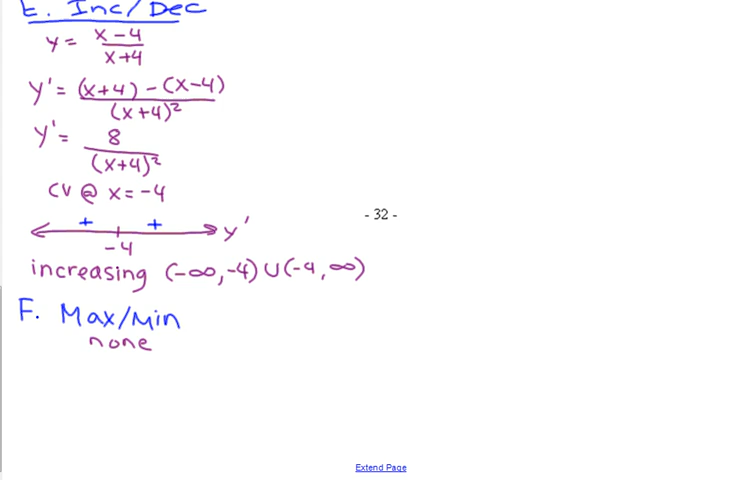 E. Inc/Dec
y = x-4/x+4
y' = (x+4) - (x-4)/(x+4)²
y' = 8/(x+4)²
CV @ x = -4
- 32 -
+ +
y'
-4
increasing (-∞, -4) ∪ (-4, ∞)
F. Max/Min
none
Extend Page